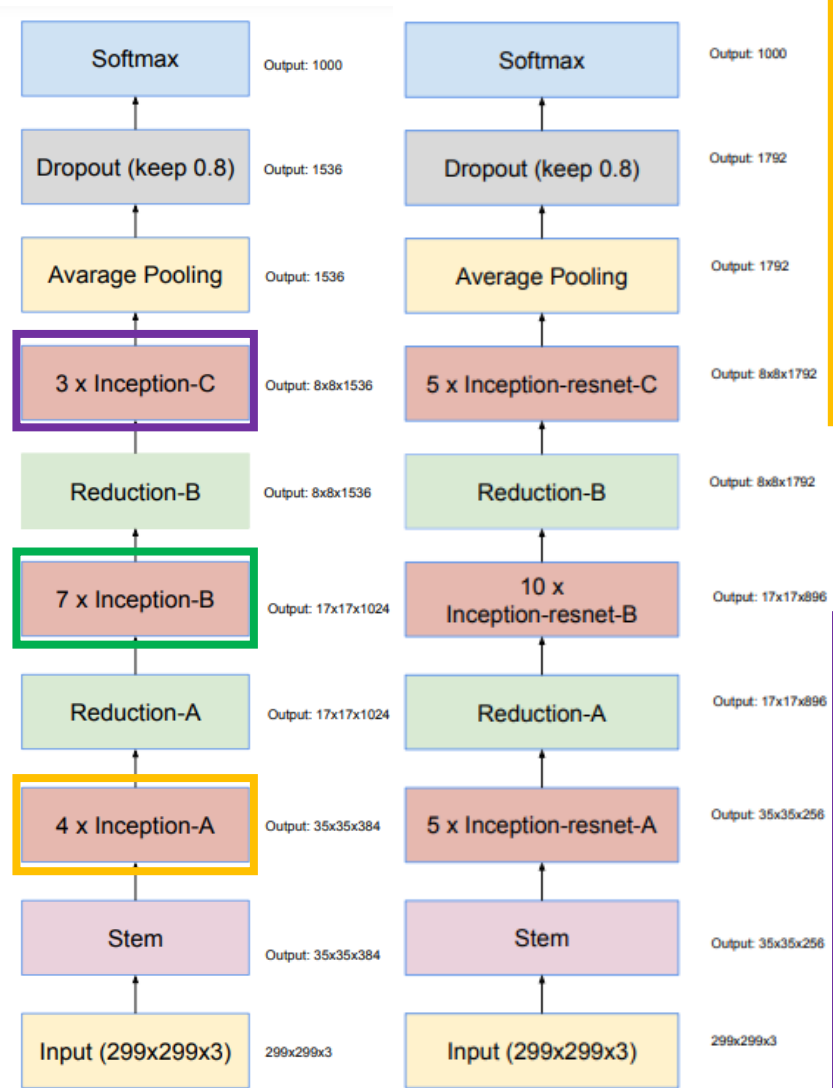 Softmax
Output: 1000
Dropout (keep 0.8)
Output: 1536
Avarage Pooling
Output: 1536
3 x Inception-C
Output: 8x8x1536
Reduction-B
Output: 8x8x1536
7 x Inception-B
Output: 17x17x1024
Reduction-A
Output: 17x17x1024
4 x Inception-A
Output: 35x35x384
Stem
Output: 35x35x384
Input (299x299x3)
299x299x3
Softmax
Output: 1000
Dropout (keep 0.8)
Output: 1792
Average Pooling
Output: 1792
5 x Inception-resnet-C
Output: 8x8x1792
Reduction-B
Output: 8x8x1792
10 x
Inception-resnet-B
Output: 17x17x896
Reduction-A
Output: 17x17x896
5 x Inception-resnet-A
Output: 35x35x256
Stem
Output: 35x35x256
Input (299x299x3)
299x299x3